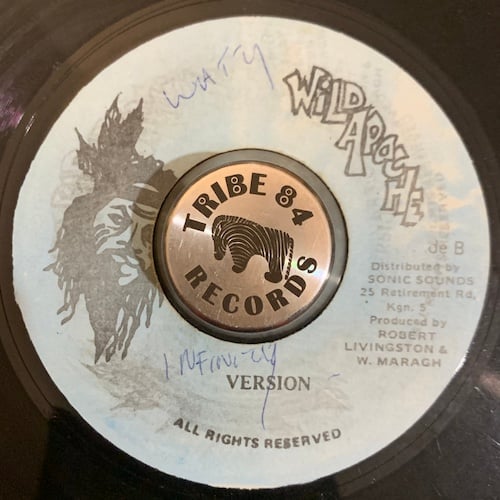 WATY
WILD
APACHE
TRIBE 84
RECORDS
de B
Distributed by
SONIC SOUNDS
25 Retirement Rd,
Kgn. 5
Produced by
ROBERT
LIVINGSTON &
W. MARAGH
INFINITY
VERSION
ALL RIGHTS RESERVED